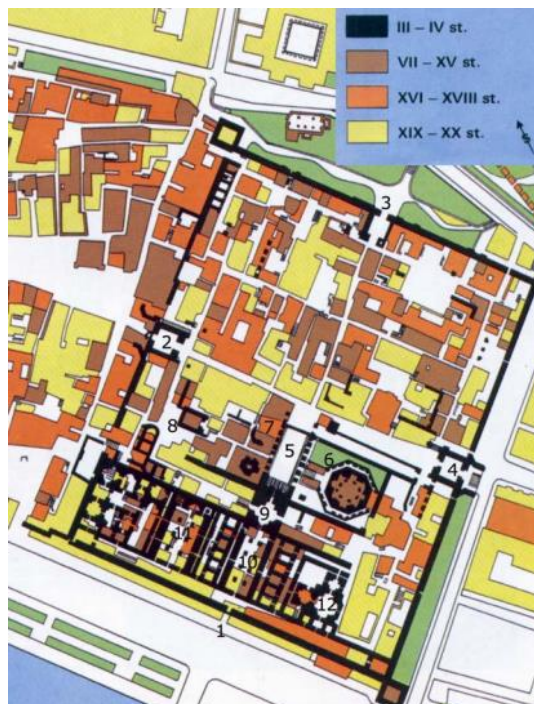 III – IV st.
VII – XV st.
XVI – XVIII st.
XIX – XX st.
S
3
2
8
7
5
6
4
9
11
10
12
1